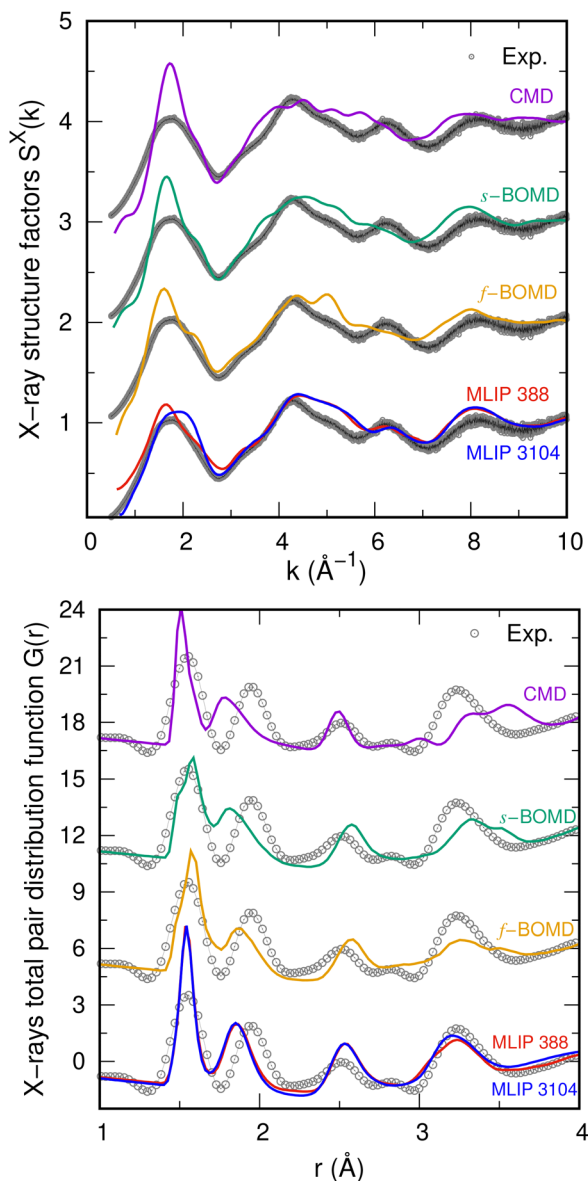 5
4
3
2
1
X-ray structure factors Sˣ(k)
Exp.
CMD
s-BOMD
f-BOMD
MLIP 388
MLIP 3104
0 2 4 6 8 10
k (Å⁻¹)
24
21
18
15
12
9
6
3
0
X-rays total pair distribution function G(r)
Exp.
CMD
s-BOMD
f-BOMD
MLIP 388
MLIP 3104
1 2 3 4
r (Å)